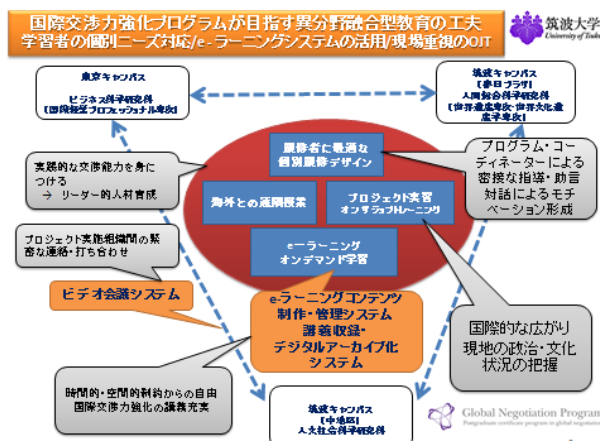 国際交渉力強化プログラムが目指す異分野融合型教育の工夫
学習者の個別ニーズ対応/e-ラーニングシステムの活用/現場重視のOJT
筑波大学
University of Tsukuba
東京キャンパス
ビジネス科学研究科
【国際経営プロフェッショナル専攻】
筑波キャンパス
【春日プラザ】
人間総合科学研究科
【世界遺産専攻・世界文化遺
産学専攻】
履修者に最適な
個別履修デザイン
プログラム・コー
ディネーターによる
密接な指導・助言
対話によるモチ
ベーション形成
実践的な交渉能力を身に
つける
→ リーダー的人材育成
海外との遠隔授業
プロジェクト実習
オンザジョブトレーニング
プロジェクト実施組織間の緊
密な連絡・打ち合わせ
e-ラーニング
オンデマンド学習
ビデオ会議システム
e-ラーニングコンテンツ
制作・管理システム
講義収録・
デジタルアーカイブ化
システム
国際的な広がり
現地の政治・文化
状況の把握
時間的・空間的制約からの自由
国際交渉力強化の講義充実
筑波キャンパス
【中地区】
人文社会科学研究科
Global Negotiation Program
Postgraduate certificate program in global negotiation